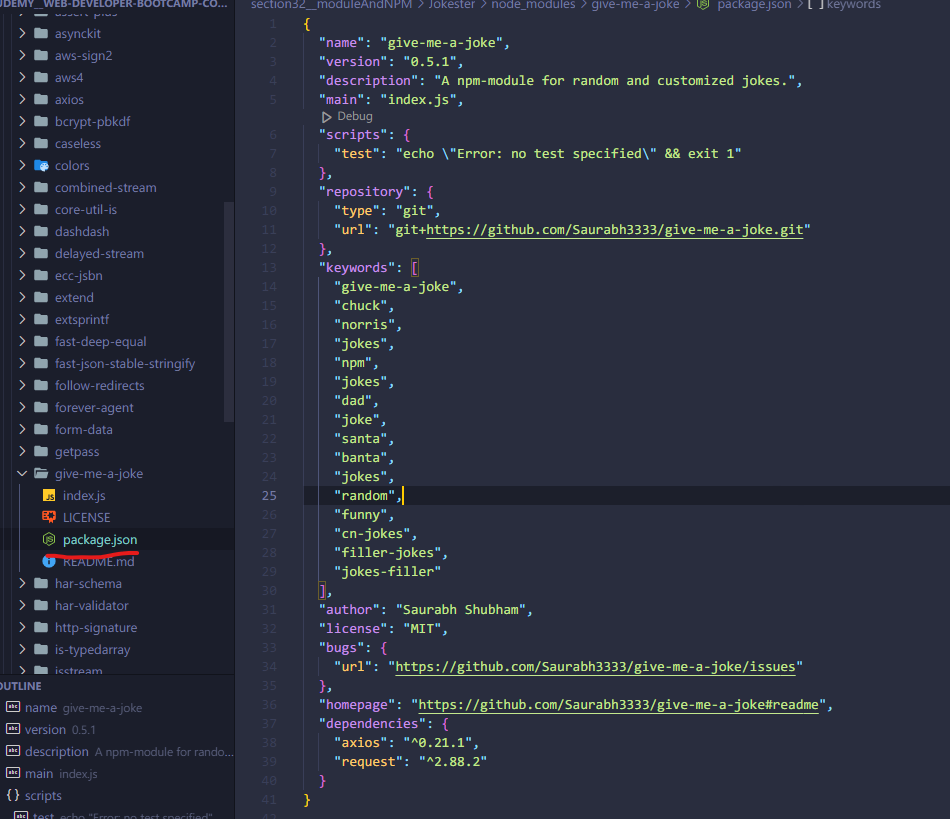 UDEMY__WEB-DEVELOPER-BOOTCAMP-CO...
assert-plus
asynckit
aws-sign2
aws4
axios
bcrypt-pbkdf
caseless
colors
combined-stream
core-util-is
dashdash
delayed-stream
ecc-jsbn
extend
extsprintf
fast-deep-equal
fast-json-stable-stringify
follow-redirects
forever-agent
form-data
getpass
give-me-a-joke
JS index.js
LICENSE
package.json
README.md
har-schema
har-validator
http-signature
is-typedarray
isstream
OUTLINE
name give-me-a-joke
version 0.5.1
description A npm-module for rando...
main index.js
{} scripts
test echo "Error: no test specified"
section32__moduleAndNPM > Jokester > node_modules > give-me-a-joke > package.json > [ ] keywords
1 {
2 "name": "give-me-a-joke",
3 "version": "0.5.1",
4 "description": "A npm-module for random and customized jokes.",
5 "main": "index.js",
Debug
6 "scripts": {
7 "test": "echo \"Error: no test specified\" && exit 1"
8 },
9 "repository": {
10 "type": "git",
11 "url": "git+https://github.com/Saurabh3333/give-me-a-joke.git"
12 },
13 "keywords": [
14 "give-me-a-joke",
15 "chuck",
16 "norris",
17 "jokes",
18 "npm",
19 "jokes",
20 "dad",
21 "joke",
22 "santa",
23 "banta",
24 "jokes",
25 "random",
26 "funny",
27 "cn-jokes",
28 "filler-jokes",
29 "jokes-filler"
30 ],
31 "author": "Saurabh Shubham",
32 "license": "MIT",
33 "bugs": {
34 "url": "https://github.com/Saurabh3333/give-me-a-joke/issues"
35 },
36 "homepage": "https://github.com/Saurabh3333/give-me-a-joke#readme",
37 "dependencies": {
38 "axios": "^0.21.1",
39 "request": "^2.88.2"
40 }
41 }
42